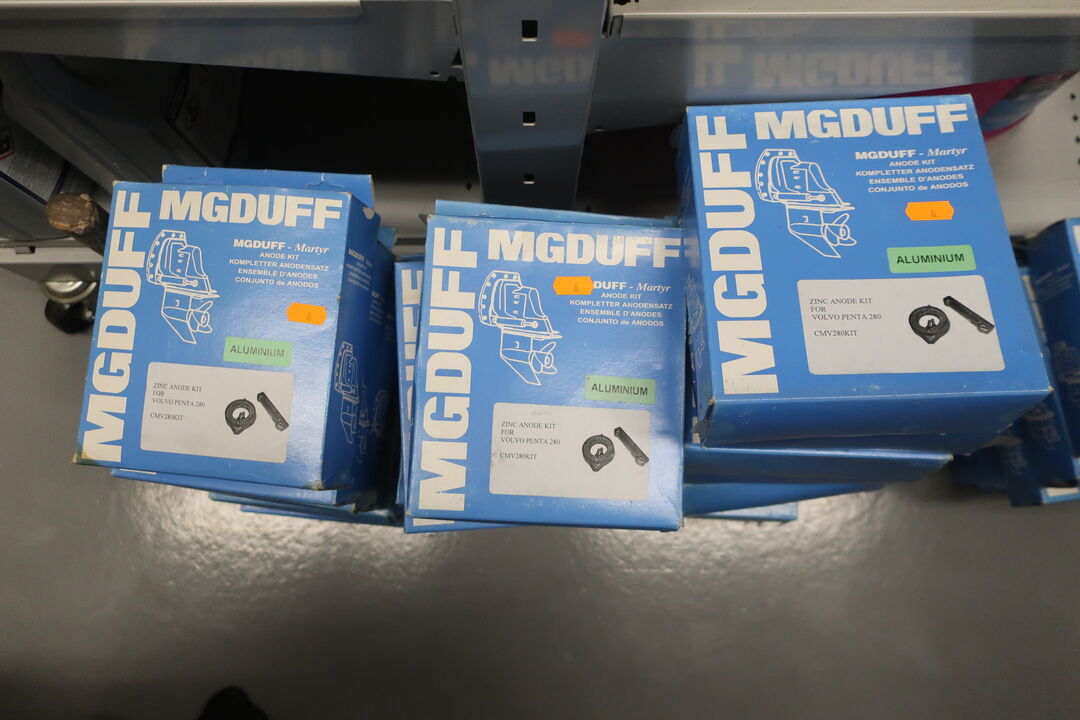 MGDUFF
MGDUFF
MGDUFF - Martyr
ANODE KIT
KOMPLETTER ANODENSATZ
ENSEMBLE D'ANODES
CONJUNTO de ANODOS
6
ALUMINIUM
ZINC ANODE KIT
FOR
VOLVO PENTA 280
CMV280KIT
MGDUFF
MGDUFF
DUFF - Martyr
ANODE KIT
KOMPLETTER ANODENSATZ
ENSEMBLE D'ANODES
CONJUNTO de ANODOS
6
ALUMINIUM
ZINC ANODE KIT
FOR
VOLVO PENTA 280
CMV280KIT
MGDUFF
MGDUFF
MGDUFF - Martyr
ANODE KIT
KOMPLETTER ANODENSATZ
ENSEMBLE D'ANODES
CONJUNTO de ANODOS
6
ALUMINIUM
ZINC ANODE KIT
FOR
VOLVO PENTA 280
CMV280KIT